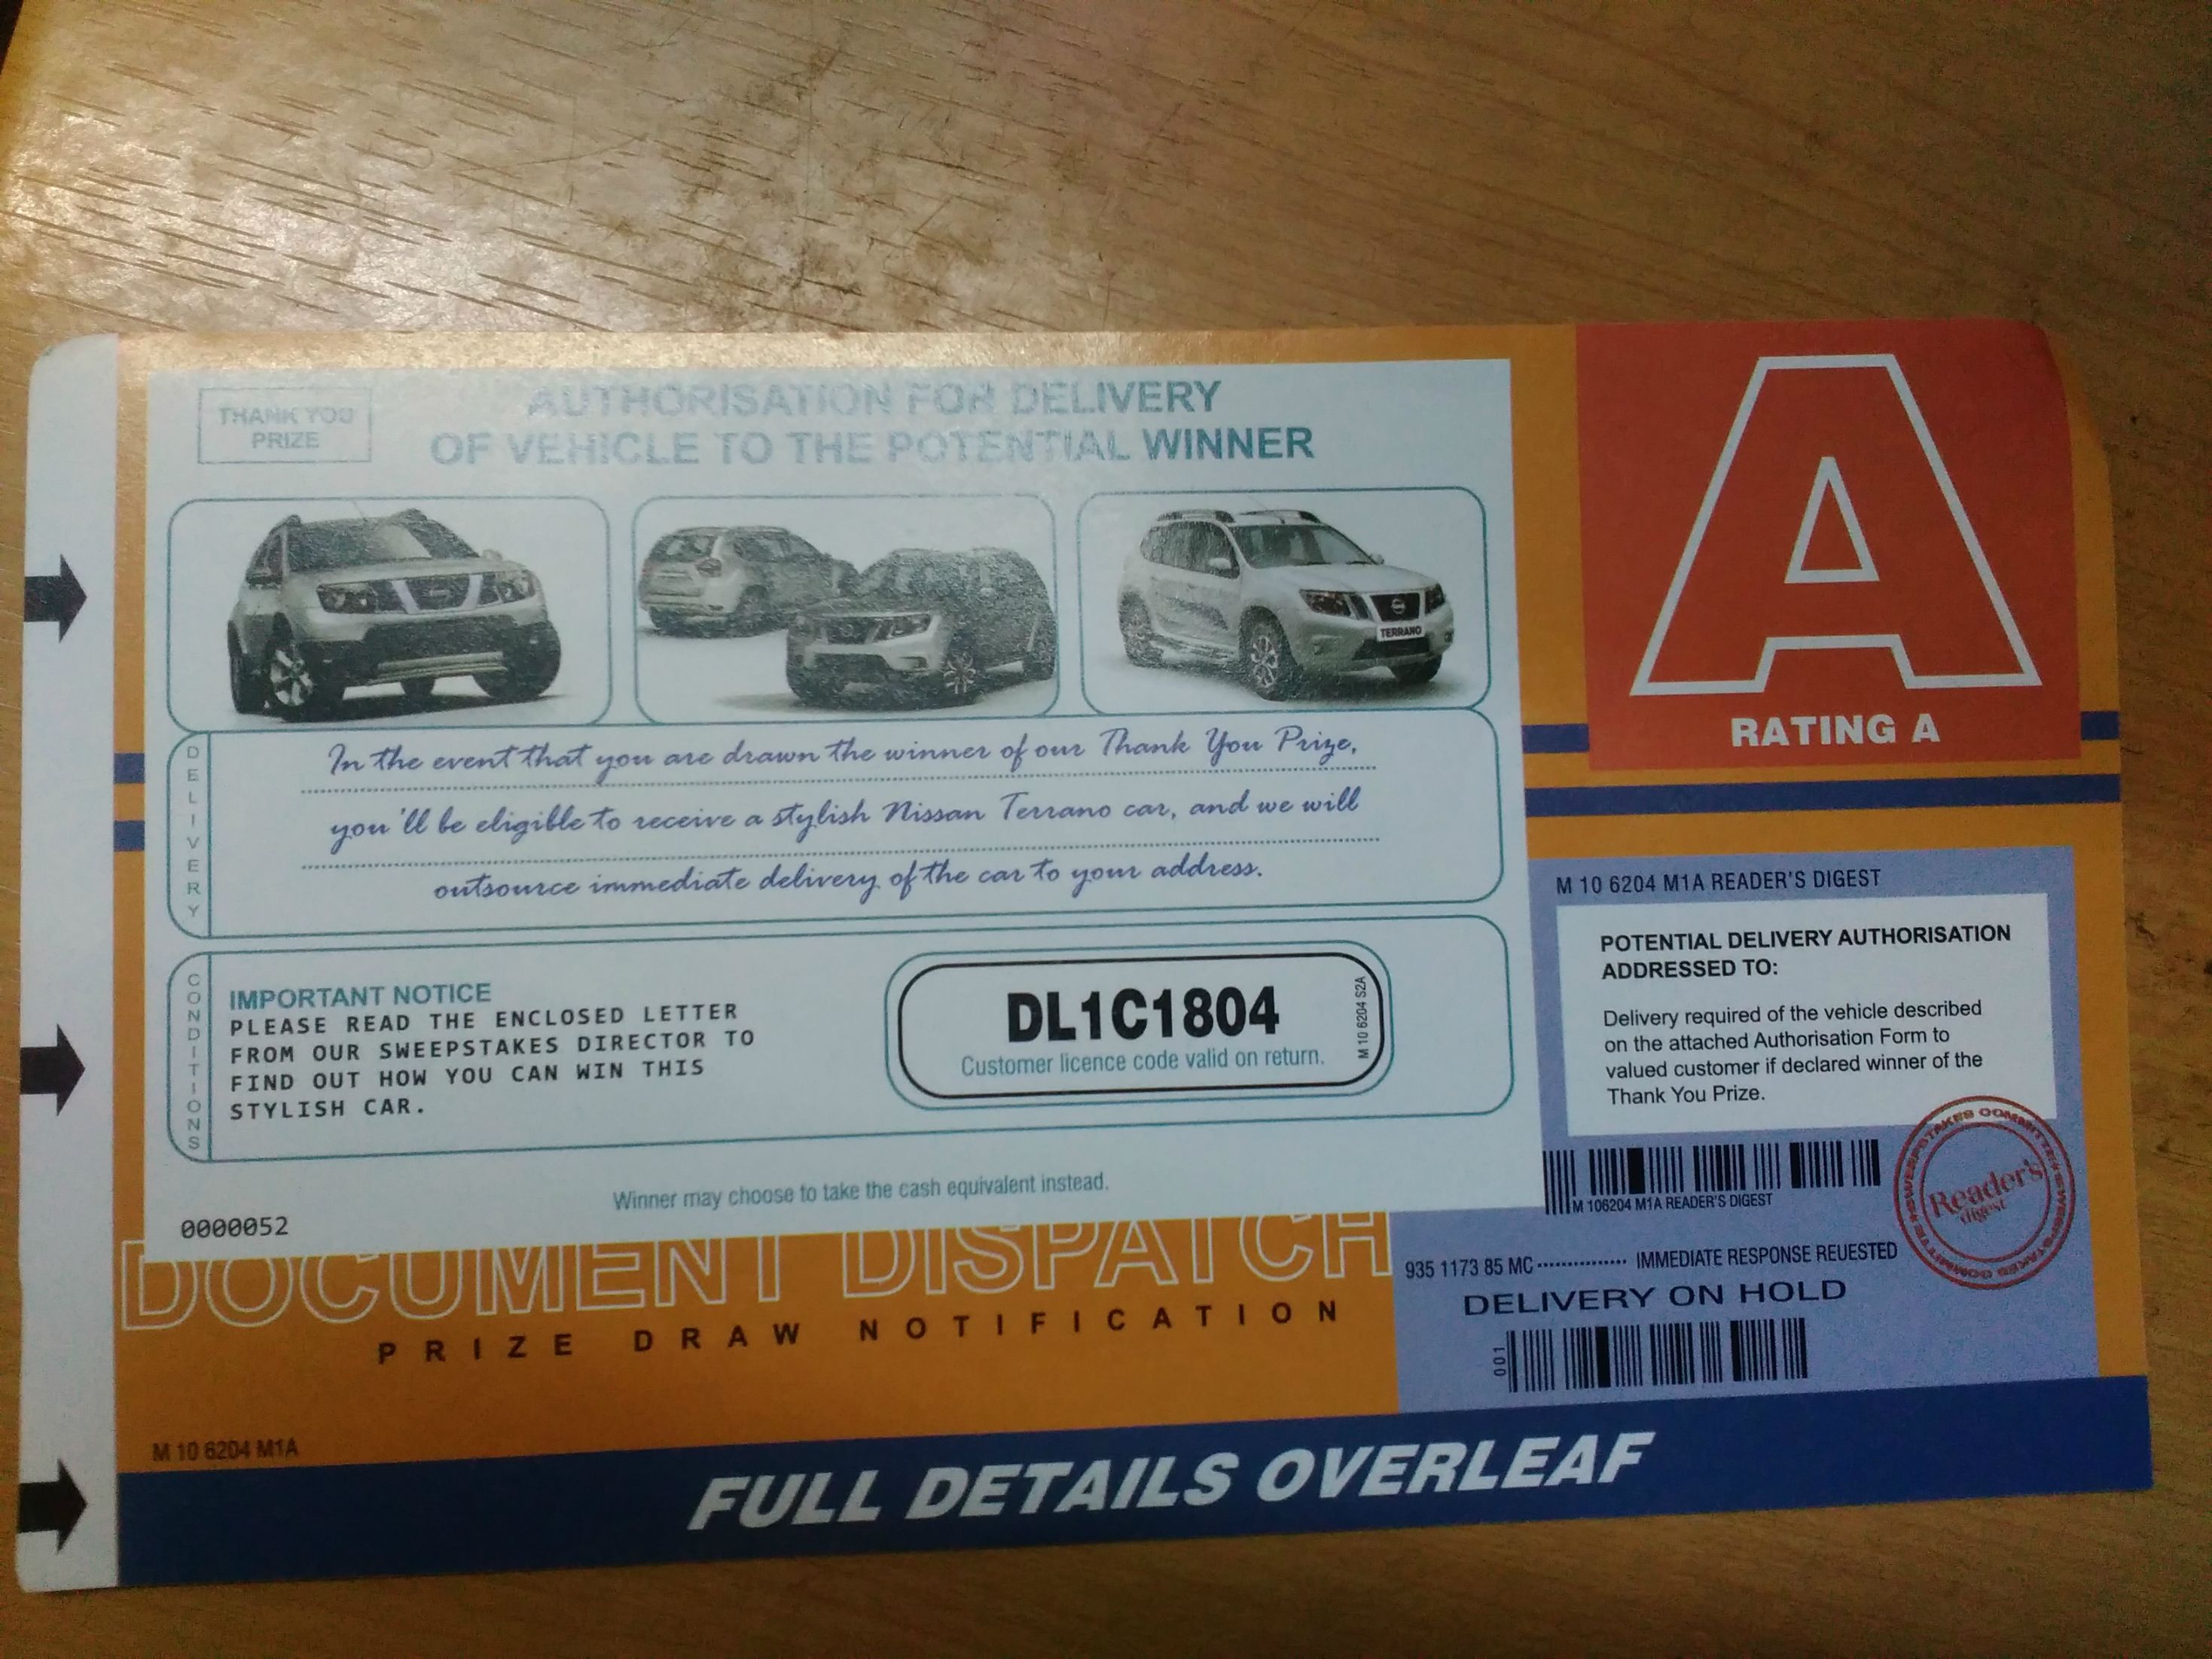 THANK YOU
PRIZE
AUTHORISATION FOR DELIVERY
OF VEHICLE TO THE POTENTIAL WINNER
TERRANO
A
RATING A
DELIVERY
In the event that you are drawn the winner of our Thank You Prize,
you'll be eligible to receive a stylish Nissan Terrano car, and we will
outsource immediate delivery of the car to your address.
CONDITIONS
IMPORTANT NOTICE
PLEASE READ THE ENCLOSED LETTER
FROM OUR SWEEPSTAKES DIRECTOR TO
FIND OUT HOW YOU CAN WIN THIS
STYLISH CAR.
DL1C1804
Customer licence code valid on return.
M 10 6204 S2A
Winner may choose to take the cash equivalent instead.
0000052
M 10 6204 M1A READER'S DIGEST
POTENTIAL DELIVERY AUTHORISATION
ADDRESSED TO:
Delivery required of the vehicle described
on the attached Authorisation Form to
valued customer if declared winner of the
Thank You Prize.
M 106204 M1A READER'S DIGEST
SWEEPSTAKES COMMITTEE SWEEPSTAKES COMMITTEE
Reader's
digest
935 1173 85 MC --------------- IMMEDIATE RESPONSE REUESTED
DELIVERY ON HOLD
001
DOCUMENT DISPATCH
PRIZE DRAW NOTIFICATION
M 10 6204 M1A
FULL DETAILS OVERLEAF